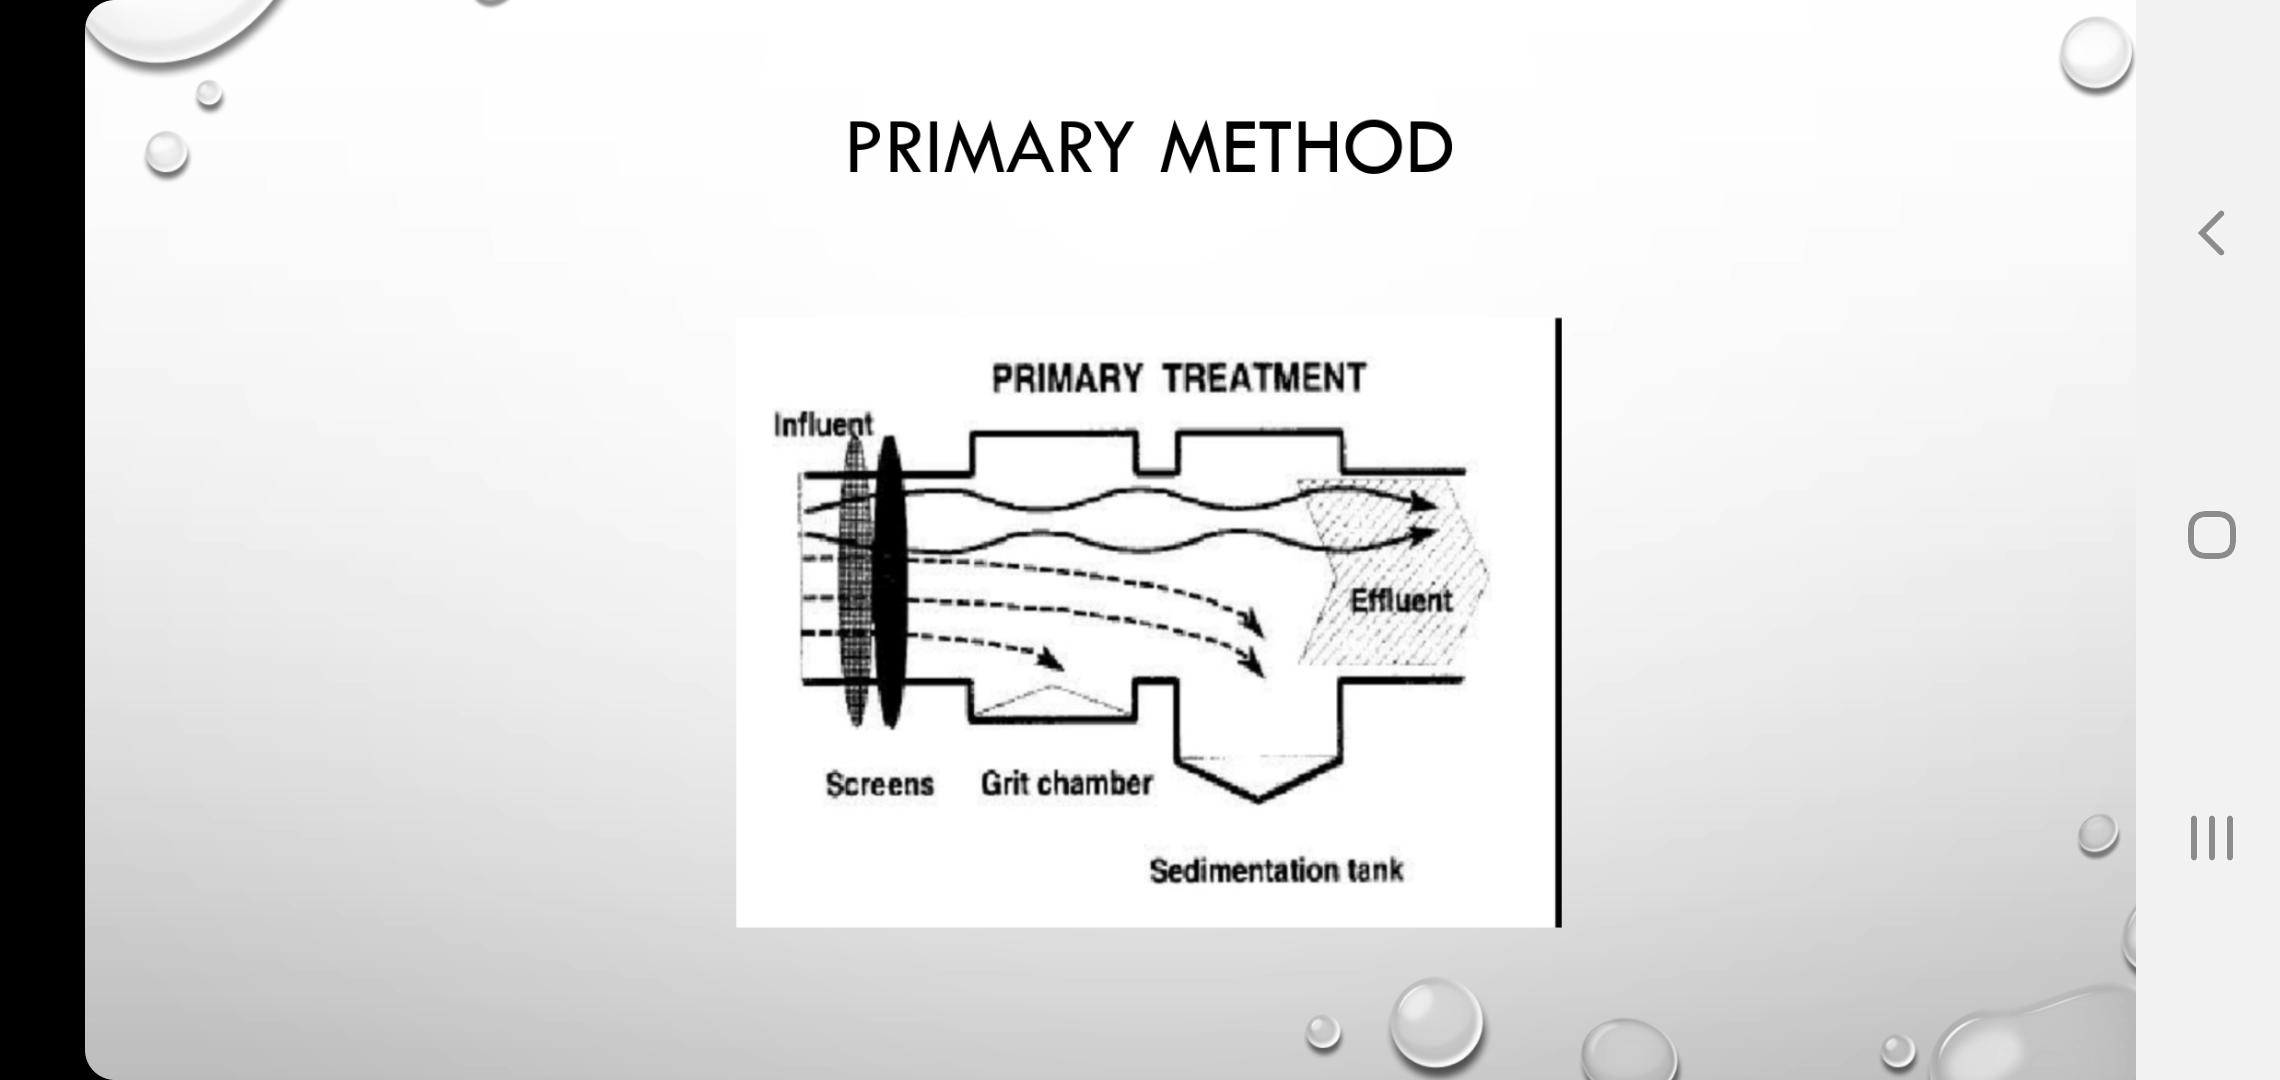 PRIMARY METHOD
PRIMARY TREATMENT
Influent
Effluent
Screens
Grit chamber
Sedimentation tank